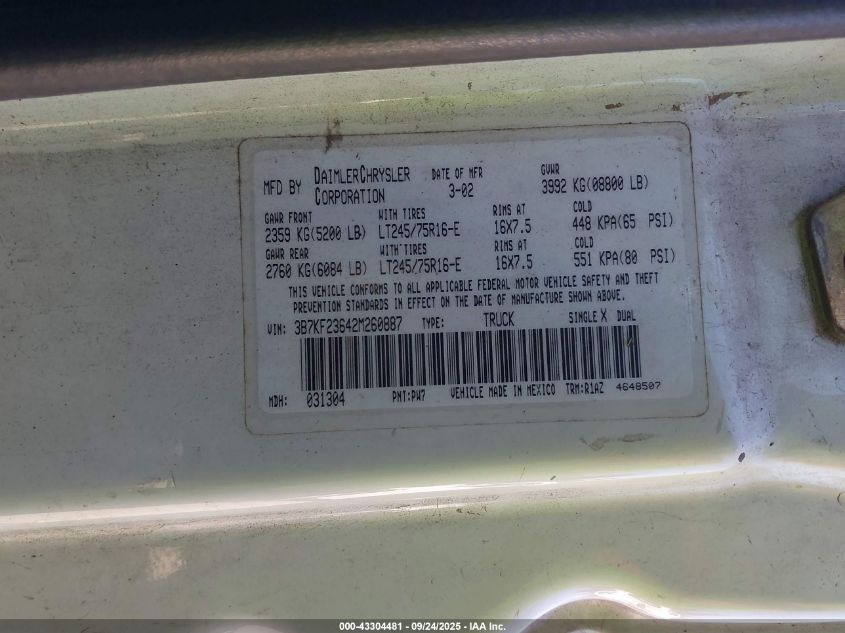 MFD BY DAIMLERCHRYSLER CORPORATION DATE OF MFR 3-02 GVWR 3992 KG(08800 LB)
GAWR FRONT WITH TIRES RIMS AT COLD
2359 KG(5200 LB) LT245/75R16-E 16X7.5 448 KPA(65 PSI)
GAWR REAR WITH TIRES RIMS AT COLD
2760 KG(6084 LB) LT245/75R16-E 16X7.5 551 KPA(80 PSI)
THIS VEHICLE CONFORMS TO ALL APPLICABLE FEDERAL MOTOR VEHICLE SAFETY AND THEFT
PREVENTION STANDARDS IN EFFECT ON THE DATE OF MANUFACTURE SHOWN ABOVE.
VIN: 3B7KF23642M260887 TYPE: TRUCK SINGLE X DUAL
MDH: 031304 PNT:PW7 VEHICLE MADE IN MEXICO TRM:R1AZ 4648507
000-43304481 - 09/24/2025 - IAA Inc.